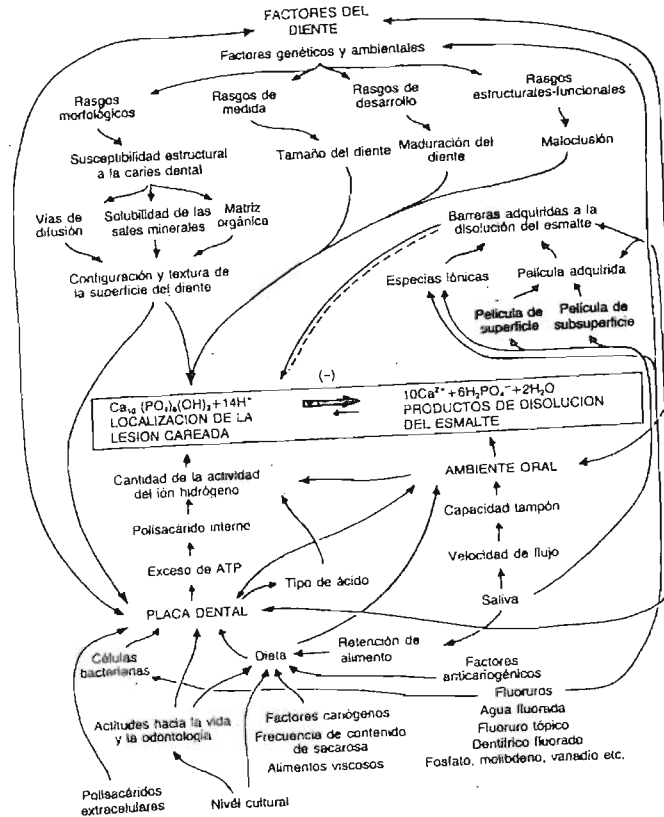 FACTORES DEL
DIENTE
Factores genéticos y ambientales
Rasgos
morfológicos
Rasgos de
medida
Rasgos de
desarrollo
Rasgos
estructurales-funcionales
Susceptibilidad estructural
a la caries dental
Tamaño del diente
Maduración del
diente
Maloclusión
Vías de
difusión
Solubilidad de las
sales minerales
Matriz
orgánica
Barreras adquiridas a la
disolución del esmalte
Configuración y textura de
la superficie del diente
Especias iónicas
Película adquirida
Película de
superficie
Película de
subsuperficie
(-)
Ca₁₀(PO₄)₆(OH)₂+14H⁺
LOCALIZACION DE LA
LESION CAREADA
10Ca²⁺+6H₂PO₄⁻+2H₂O
PRODUCTOS DE DISOLUCION
DEL ESMALTE
Cantidad de la actividad
del ión hidrógeno
AMBIENTE ORAL
Polisacárido interno
Capacidad tampón
Exceso de ATP
Tipo de ácido
Velocidad de flujo
PLACA DENTAL
Saliva
Células
bacterianas
Dieta
Retención de
alimento
Factores
anticariogénicos
Actitudes hacia la vida
y la odontología
Factores cariógenos
Frecuencia de contenido
de sacarosa
Alimentos viscosos
Fluoruros
Agua fluorada
Fluoruro tópico
Dentífrico fluorado
Fosfato, molibdeno, vanadio etc.
Polisacáridos
extracelulares
Nivel cultural